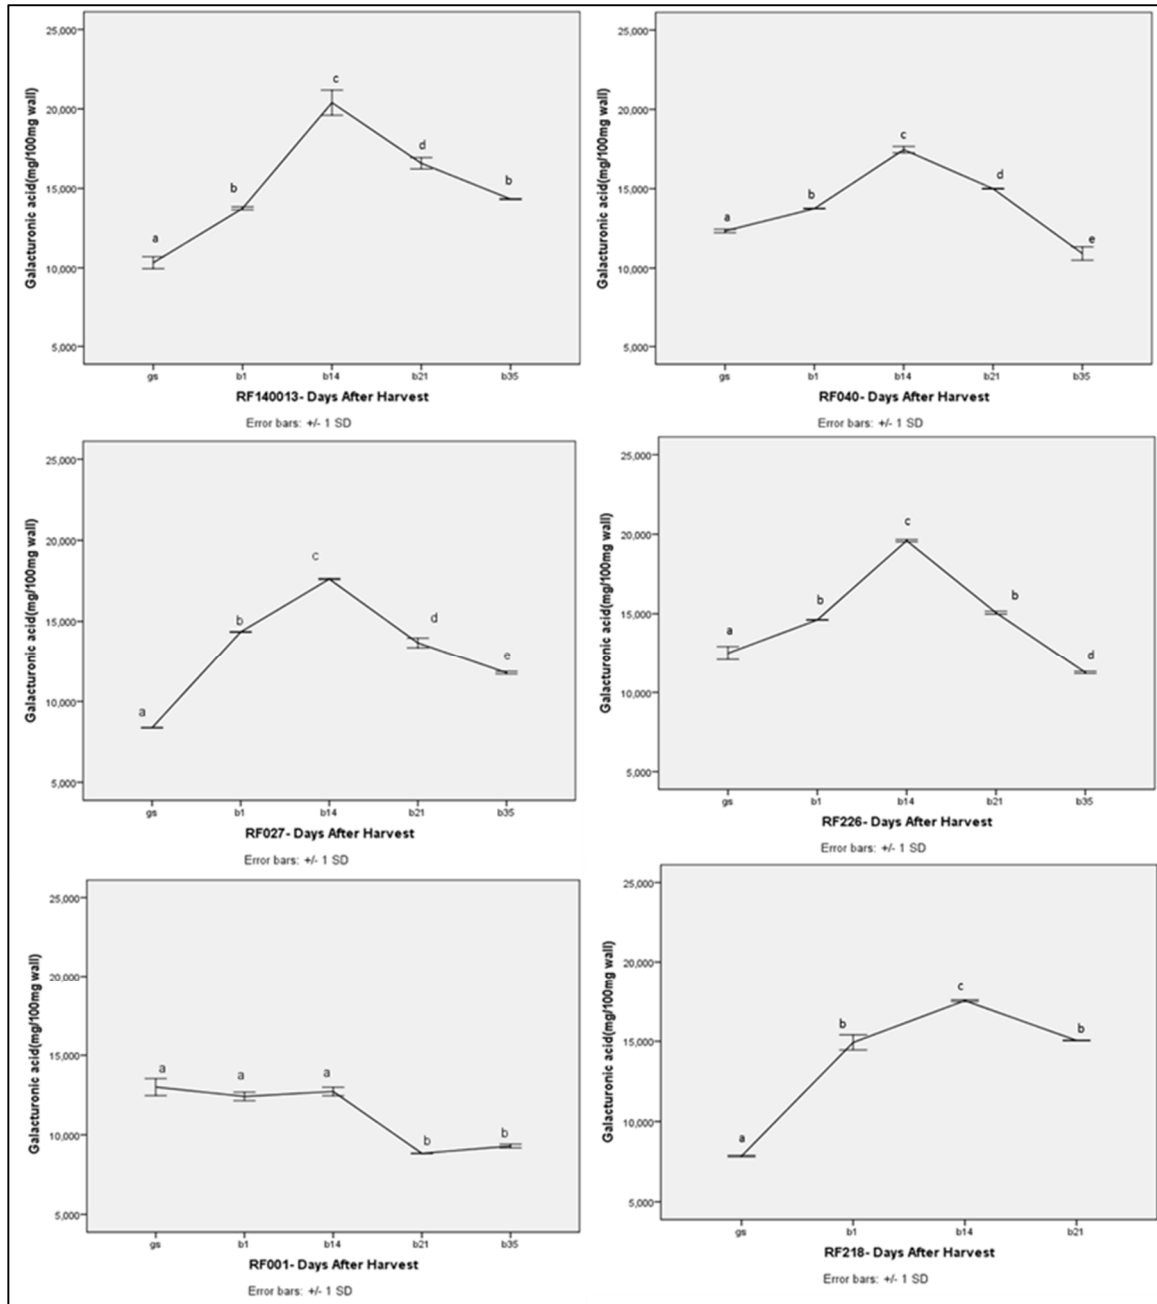 Galacturonic acid(mg/100mg wall)
25,000
20,000
15,000
10,000
5,000
a
b
c
d
b
gs b1 b14 b21 b35
RF140013- Days After Harvest
Error bars: +/- 1 SD
Galacturonic acid(mg/100mg wall)
25,000
20,000
15,000
10,000
5,000
a
b
c
d
e
gs b1 b14 b21 b35
RF040- Days After Harvest
Error bars: +/- 1 SD
Galacturonic acid(mg/100mg wall)
25,000
20,000
15,000
10,000
5,000
a
b
c
d
e
gs b1 b14 b21 b35
RF027- Days After Harvest
Error bars: +/- 1 SD
Galacturonic acid(mg/100mg wall)
25,000
20,000
15,000
10,000
5,000
a
b
c
b
d
gs b1 b14 b21 b35
RF226- Days After Harvest
Error bars: +/- 1 SD
Galacturonic acid(mg/100mg wall)
25,000
20,000
15,000
10,000
5,000
a
a
a
b
b
gs b1 b14 b21 b35
RF001- Days After Harvest
Error bars: +/- 1 SD
Galacturonic acid(mg/100mg wall)
25,000
20,000
15,000
10,000
5,000
a
b
c
b
gs b1 b14 b21
RF218- Days After Harvest
Error bars: +/- 1 SD